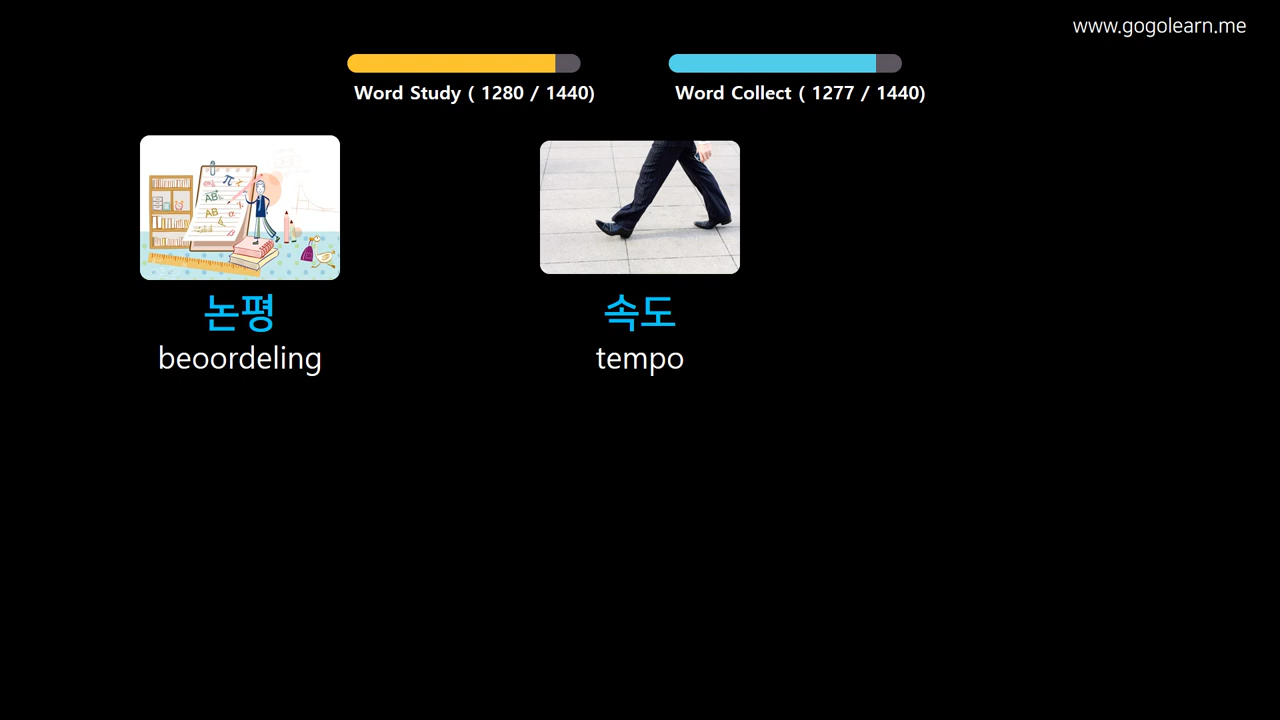 www.gogolearn.me
Word Study ( 1280 / 1440)
Word Collect ( 1277 / 1440)
논평
beoordeling
속도
tempo